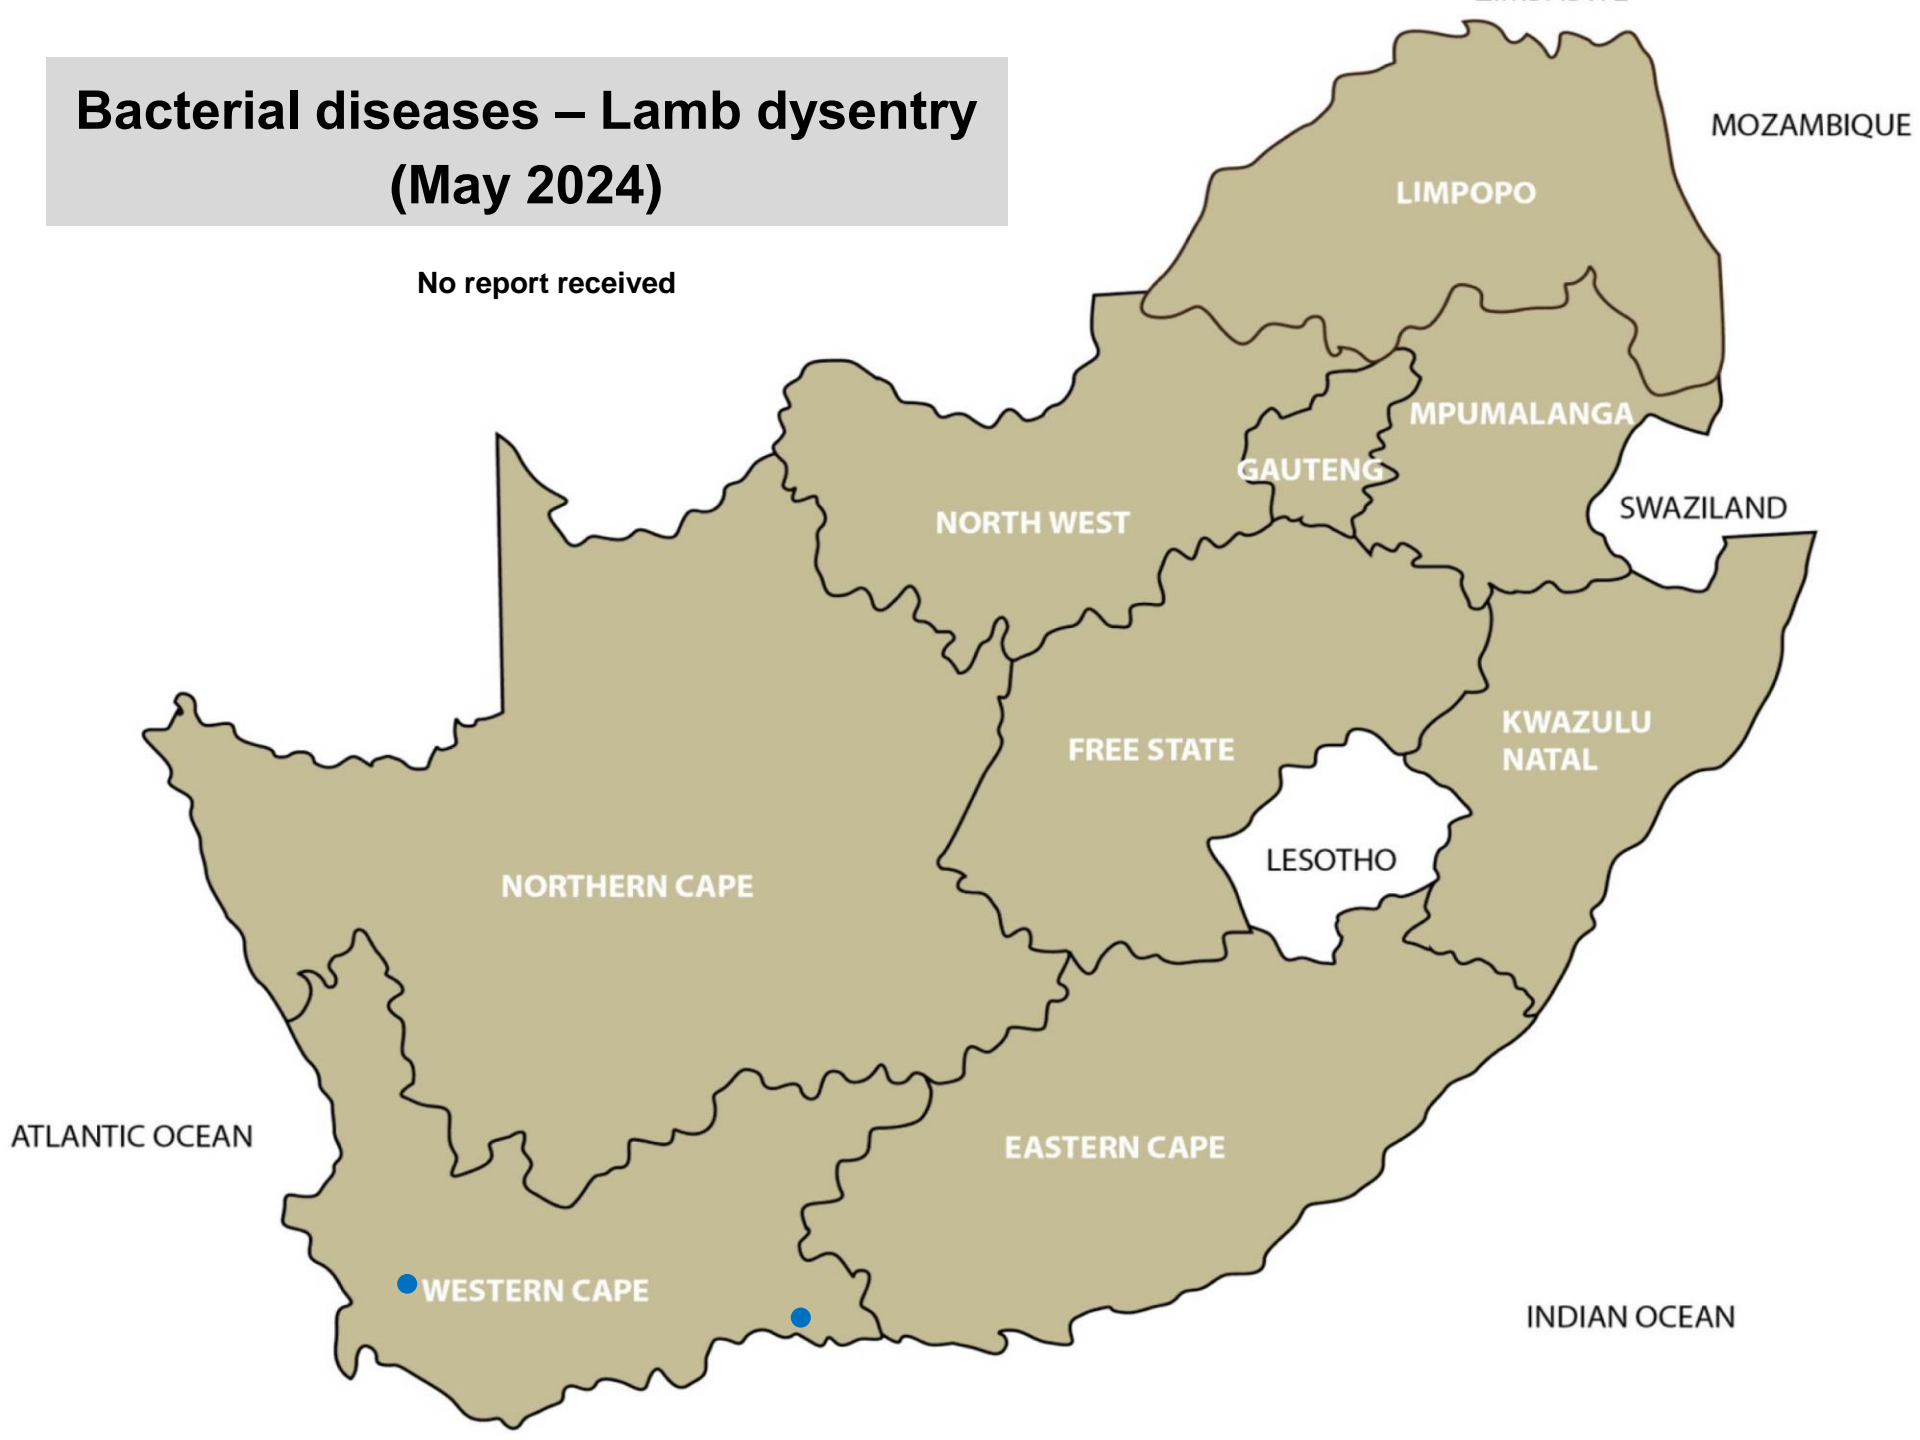 Bacterial diseases – Lamb dysentry
(May 2024)
No report received
MOZAMBIQUE
LIMPOPO
MPUMALANGA
GAUTENG
SWAZILAND
NORTH WEST
KWAZULU
NATAL
FREE STATE
LESOTHO
NORTHERN CAPE
ATLANTIC OCEAN
EASTERN CAPE
WESTERN CAPE
INDIAN OCEAN